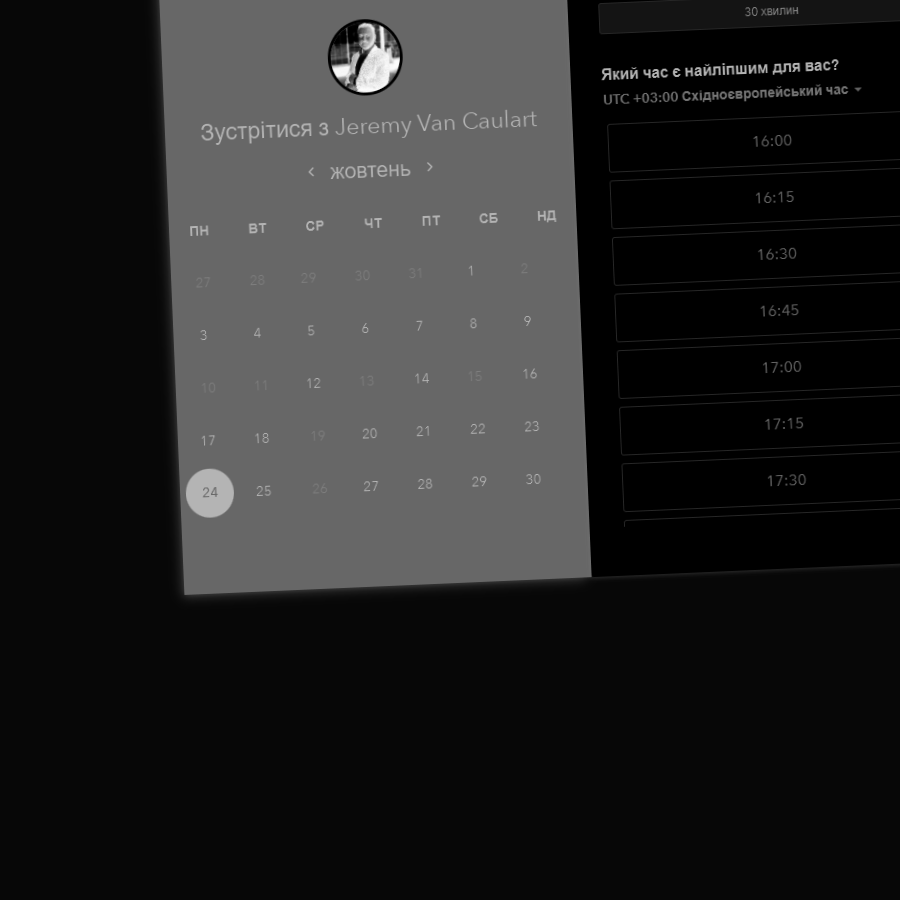 Зустрітися з Jeremy Van Caulart
жовтень
ПН ВТ СР ЧТ ПТ СБ НД
27 28 29 30 31 1 2
3 4 5 6 7 8 9
10 11 12 13 14 15 16
17 18 19 20 21 22 23
24 25 26 27 28 29 30
30 хвилин
Який час є найліпшим для вас?
UTC +03:00 Східноєвропейський час
16:00
16:15
16:30
16:45
17:00
17:15
17:30